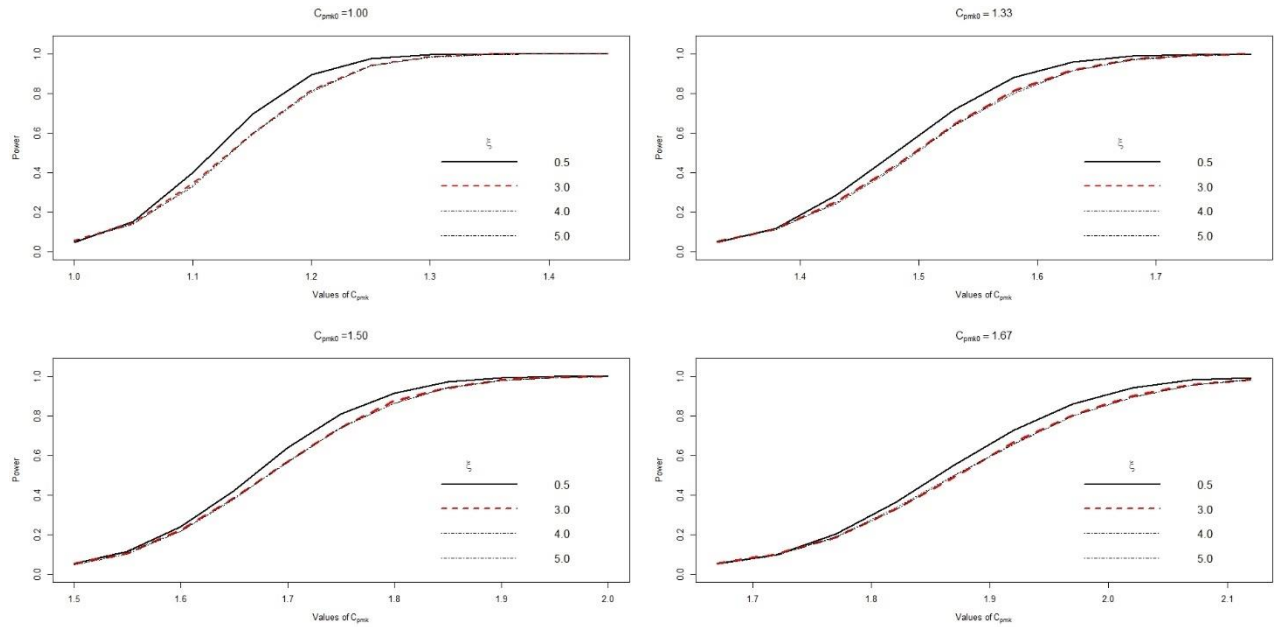 C_pmk0 =1.00
Power
1.0
0.8
0.6
0.4
0.2
0.0
ξ
0.5
3.0
4.0
5.0
1.0 1.1 1.2 1.3 1.4
Values of C_pmk
C_pmk0 = 1.33
Power
1.0
0.8
0.6
0.4
0.2
0.0
ξ
0.5
3.0
4.0
5.0
1.4 1.5 1.6 1.7
Values of C_pmk
C_pmk0 =1.50
Power
1.0
0.8
0.6
0.4
0.2
0.0
ξ
0.5
3.0
4.0
5.0
1.5 1.6 1.7 1.8 1.9 2.0
Values of C_pmk
C_pmk0 = 1.67
Power
1.0
0.8
0.6
0.4
0.2
0.0
ξ
0.5
3.0
4.0
5.0
1.7 1.8 1.9 2.0 2.1
Values of C_pmk